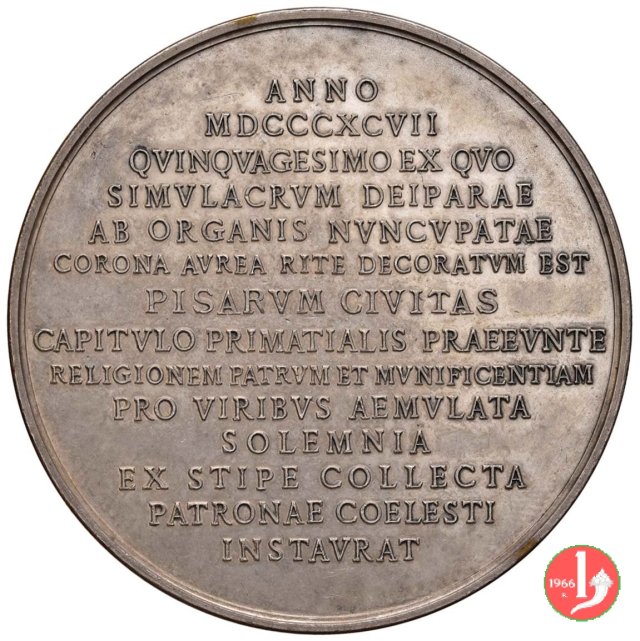 ANNO
MDCCCXCVII
QVINQVAGESIMO EX QVO
SIMVLACRVM DEIPARAE
AB ORGANIS NVNCVPATAE
CORONA AVREA RITE DECORATVM EST
PISARVM CIVITAS
CAPITVLO PRIMATIALIS PRAEEVNTE
RELIGIONEM PATRVM ET MVNIFICENTIAM
PRO VIRIBVS AEMVLATA
SOLEMNIA
EX STIPE COLLECTA
PATRONAE COELESTI
INSTAVRAT
1966